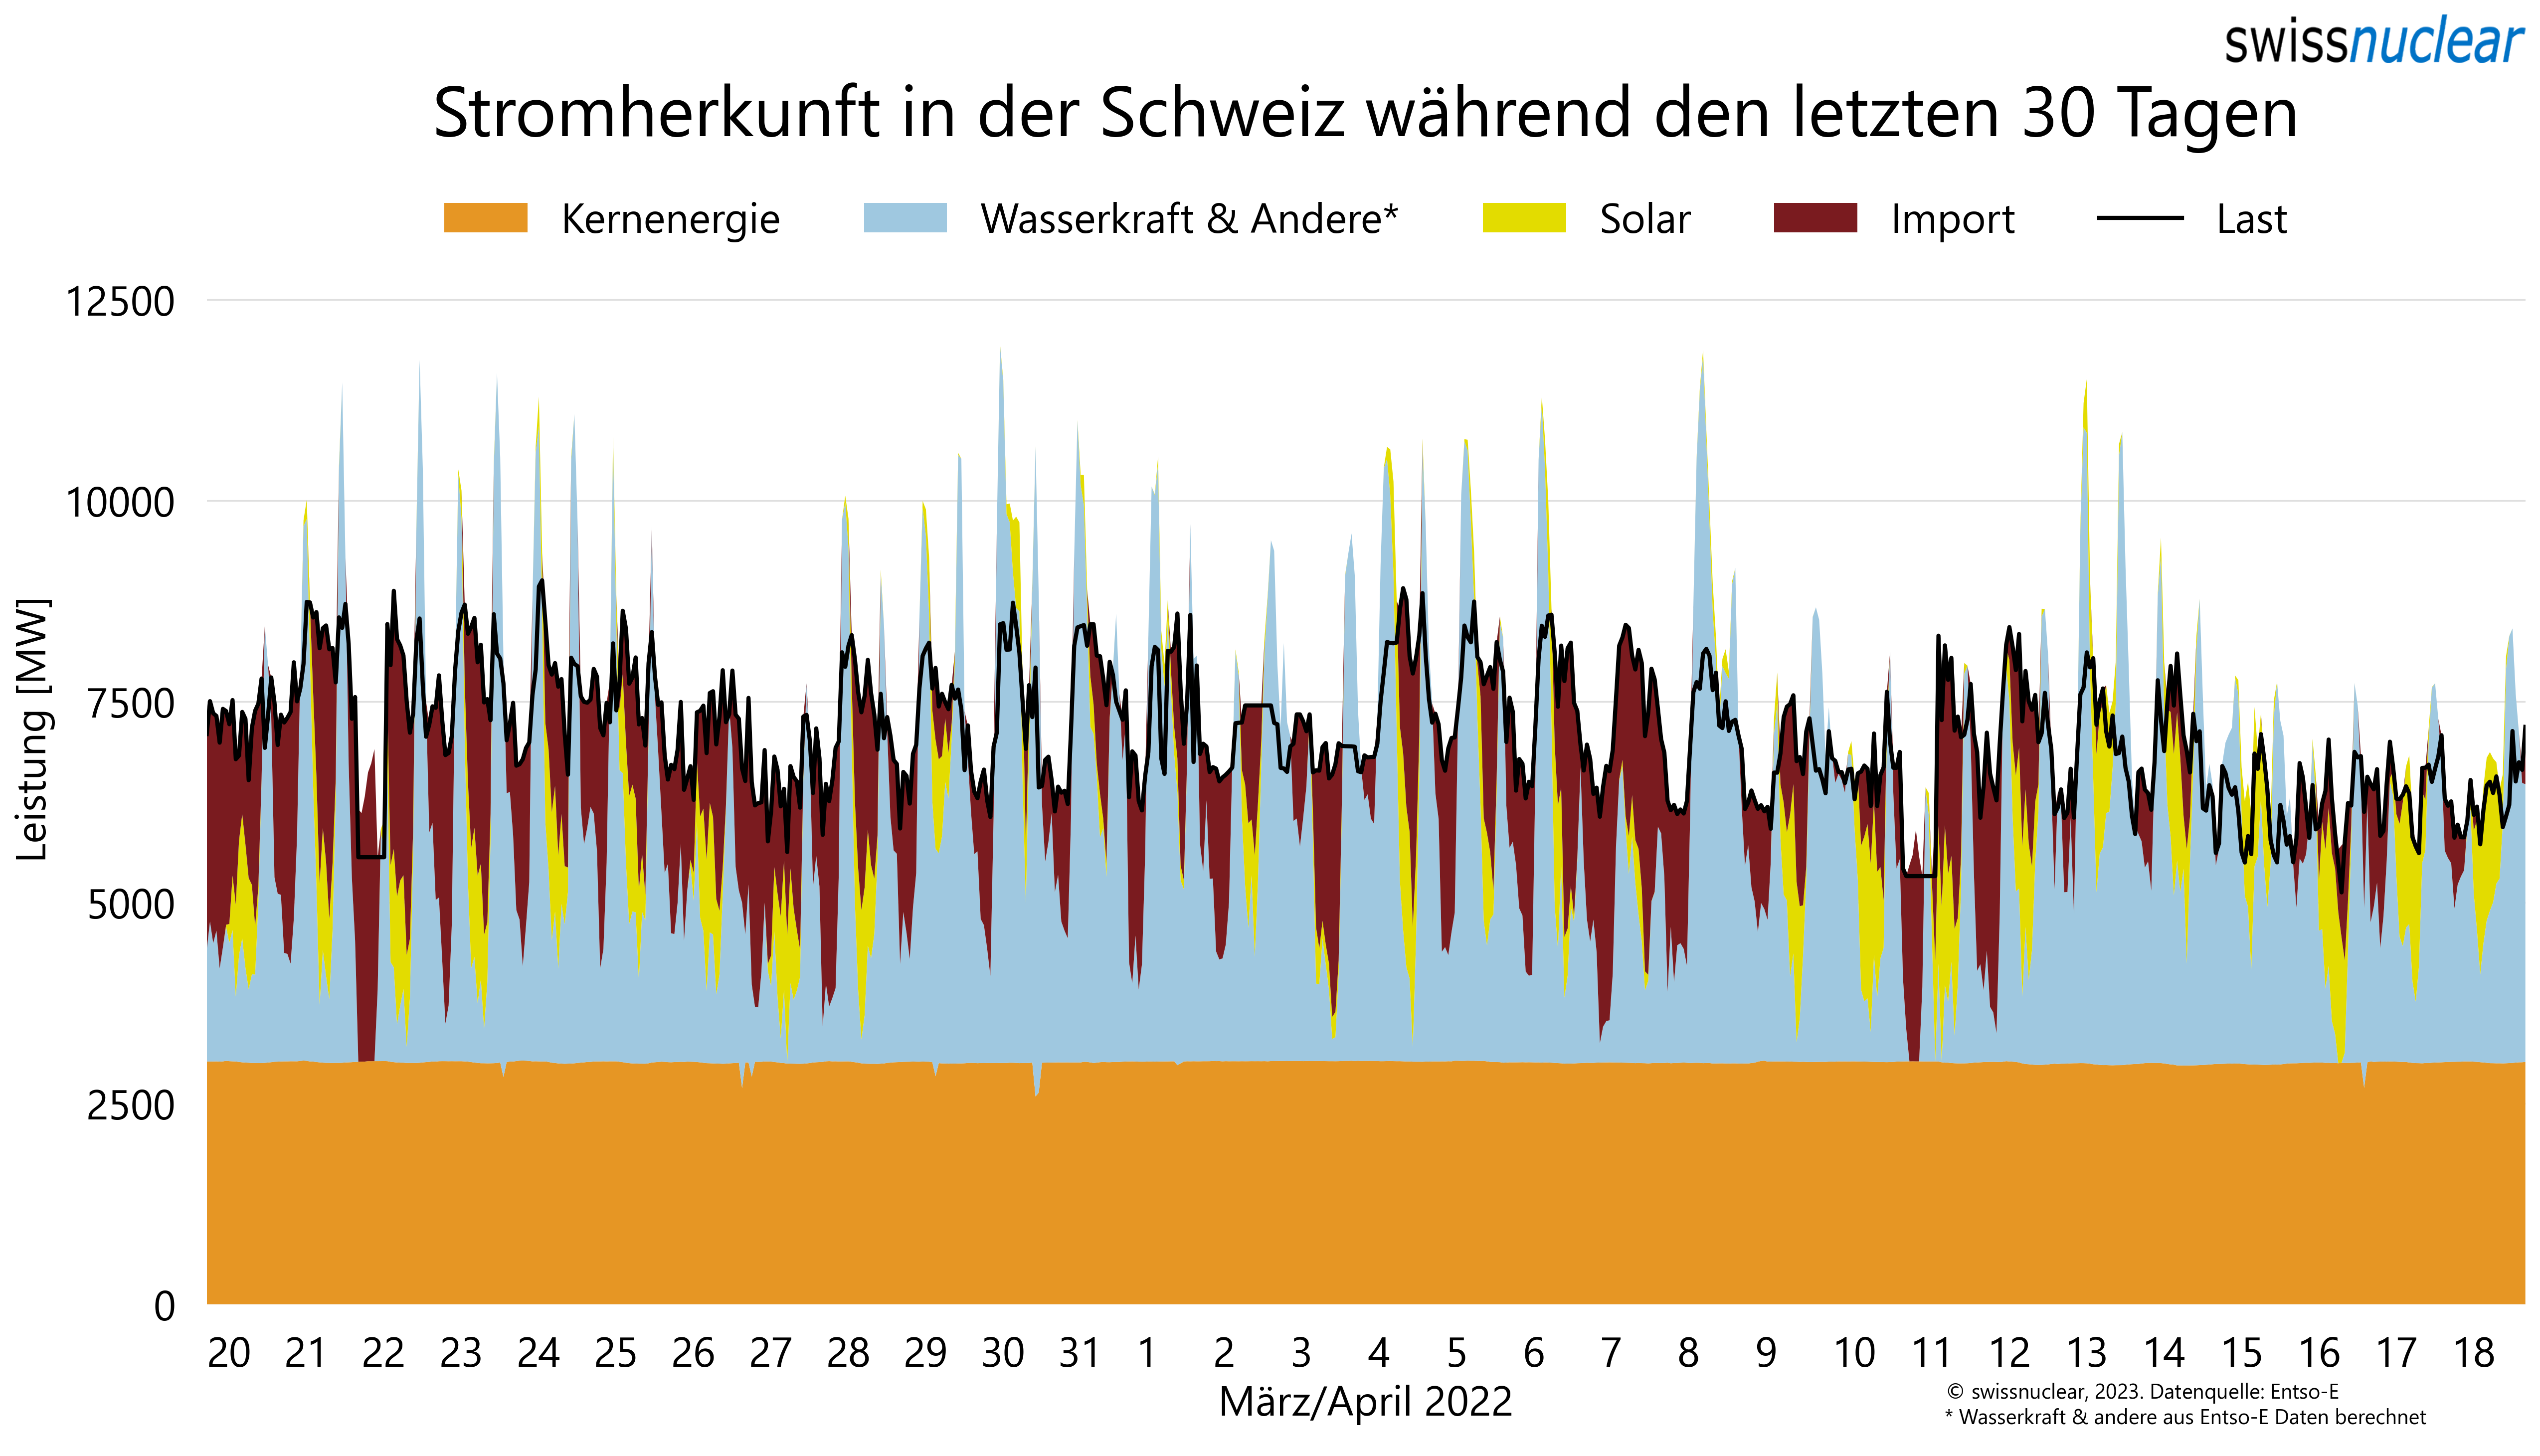 swissnuclear
Stromherkunft in der Schweiz während den letzten 30 Tagen
Kernenergie Wasserkraft & Andere* Solar Import Last
12500
10000
7500
5000
2500
0
Leistung [MW]
20 21 22 23 24 25 26 27 28 29 30 31 1 2 3 4 5 6 7 8 9 10 11 12 13 14 15 16 17 18
März/April 2022
© swissnuclear, 2023. Datenquelle: Entso-E
* Wasserkraft & andere aus Entso-E Daten berechnet